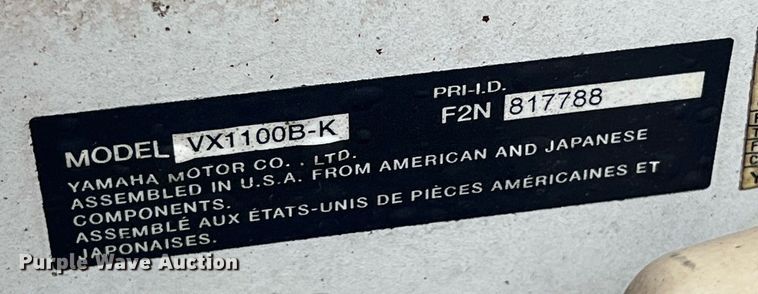 PRI-I.D.
MODEL VX1100B-K F2N 817788
YAMAHA MOTOR CO., LTD.
ASSEMBLED IN U.S.A. FROM AMERICAN AND JAPANESE
COMPONENTS.
ASSEMBLÉ AUX ÉTATS-UNIS DE PIÈCES AMÉRICAINES ET
JAPONAISES.
Purple Wave Auction